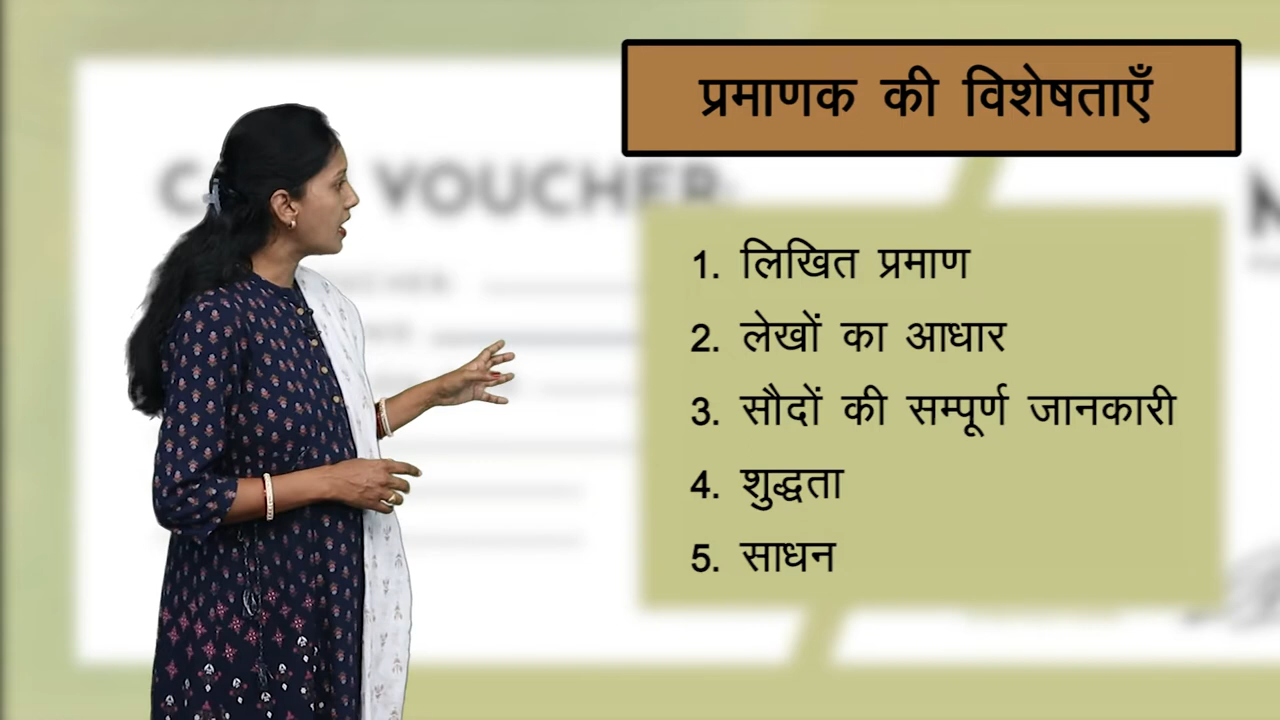 प्रमाणक की विशेषताएँ
VOUCHER
1. लिखित प्रमाण
2. लेखों का आधार
3. सौदों की सम्पूर्ण जानकारी
4. शुद्धता
5. साधन